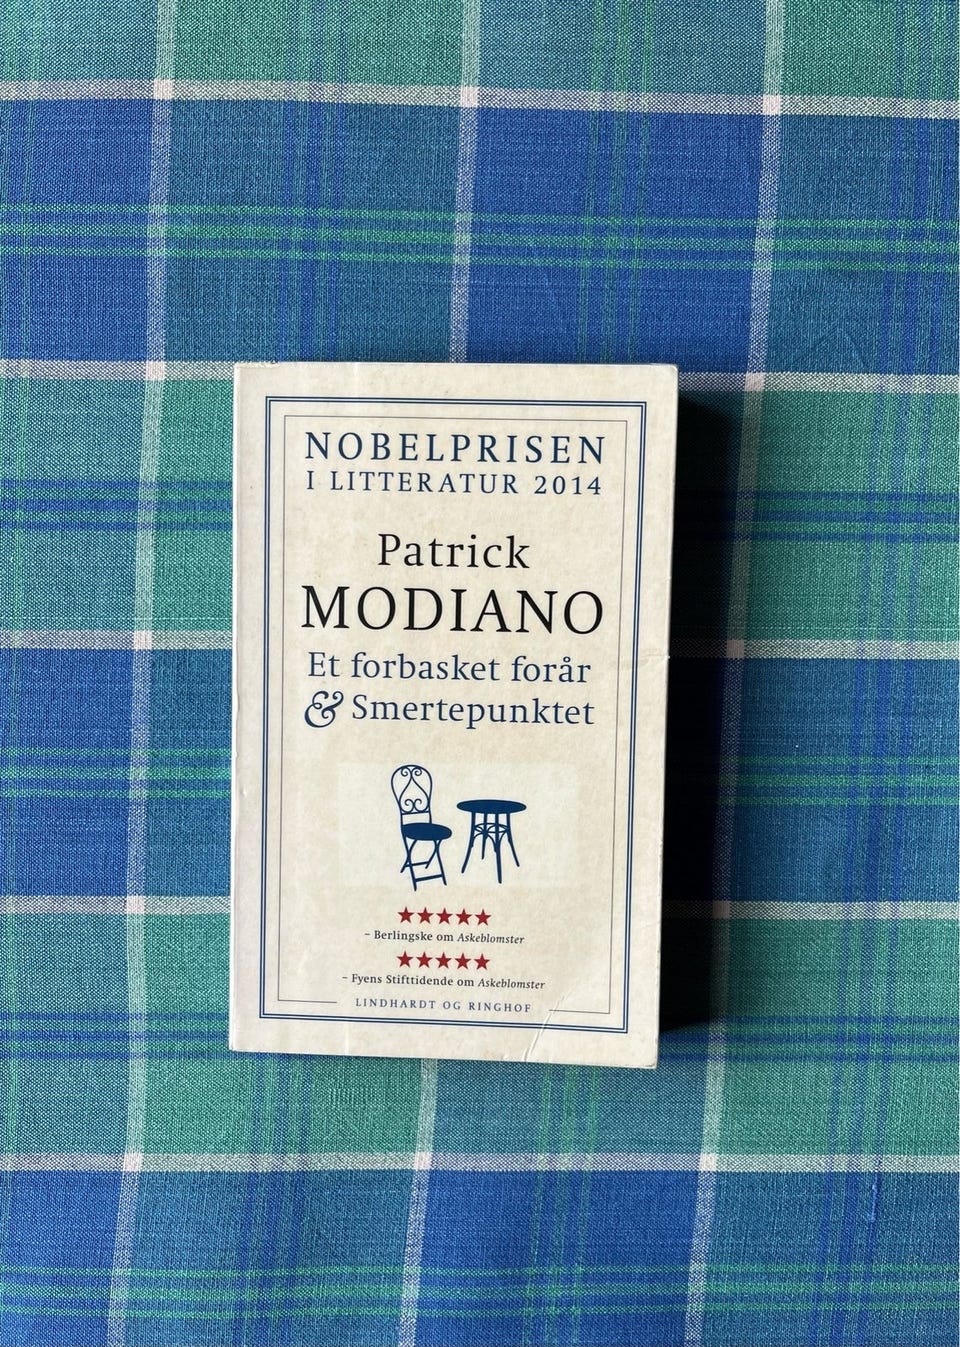 NOBELPRISEN
I LITTERATUR 2014
Patrick
MODIANO
Et forbasket forår
& Smertepunktet
★★★★★
– Berlingske om Askeblomster
★★★★★
– Fyens Stifttidende om Askeblomster
LINDHARDT OG RINGHOF